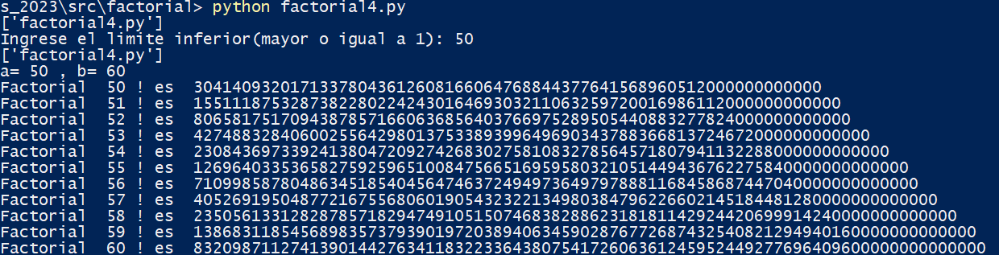 s_2023\src\factorial> python factorial4.py
['factorial4.py']
Ingrese el limite inferior(mayor o igual a 1): 50
['factorial4.py']
a= 50 , b= 60
Factorial 50 ! es 30414093201713378043612608166064768844377641568960512000000000000
Factorial 51 ! es 1551118753287382280224243016469303211063259720016986112000000000000
Factorial 52 ! es 80658175170943878571660636856403766975289505440883277824000000000000
Factorial 53 ! es 4274883284060025564298013753389399649690343788366813724672000000000000
Factorial 54 ! es 230843697339241380472092742683027581083278564571807941132288000000000000
Factorial 55 ! es 12696403353658275925965100847566516959580321051449436762275840000000000000
Factorial 56 ! es 710998587804863451854045647463724949736497978881168458687447040000000000000
Factorial 57 ! es 40526919504887721675568060190543232213498038479622660214518448128​0000000000000
Factorial 58 ! es 2350561331282878571829474910515074683828862318181142924420699914240000000000000
Factorial 59 ! es 138683118545689835737939019720389406345902876772687432540821294940160000000000000
Factorial 60 ! es 8320987112741390144276341183223364380754172606361245952449277696409600000000000000